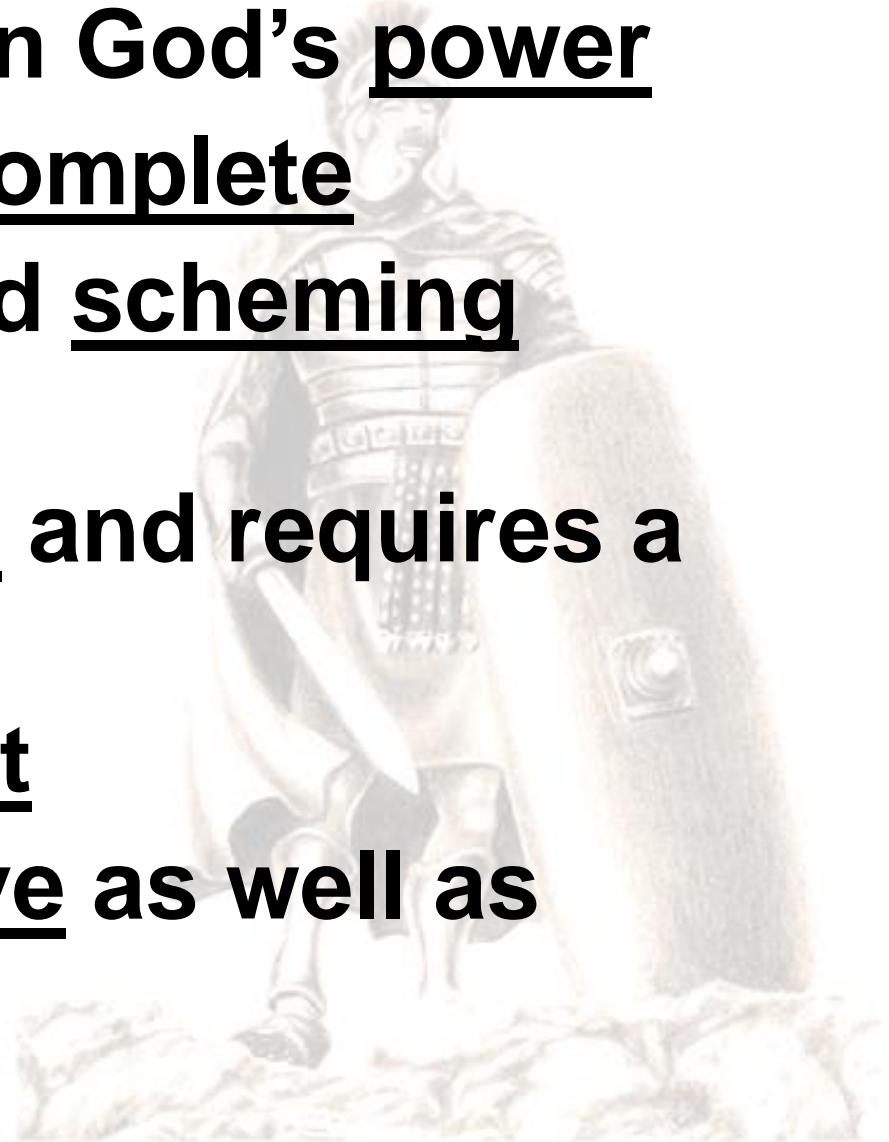 n God's power
omplete
d scheming
and requires a
t
ve as well as